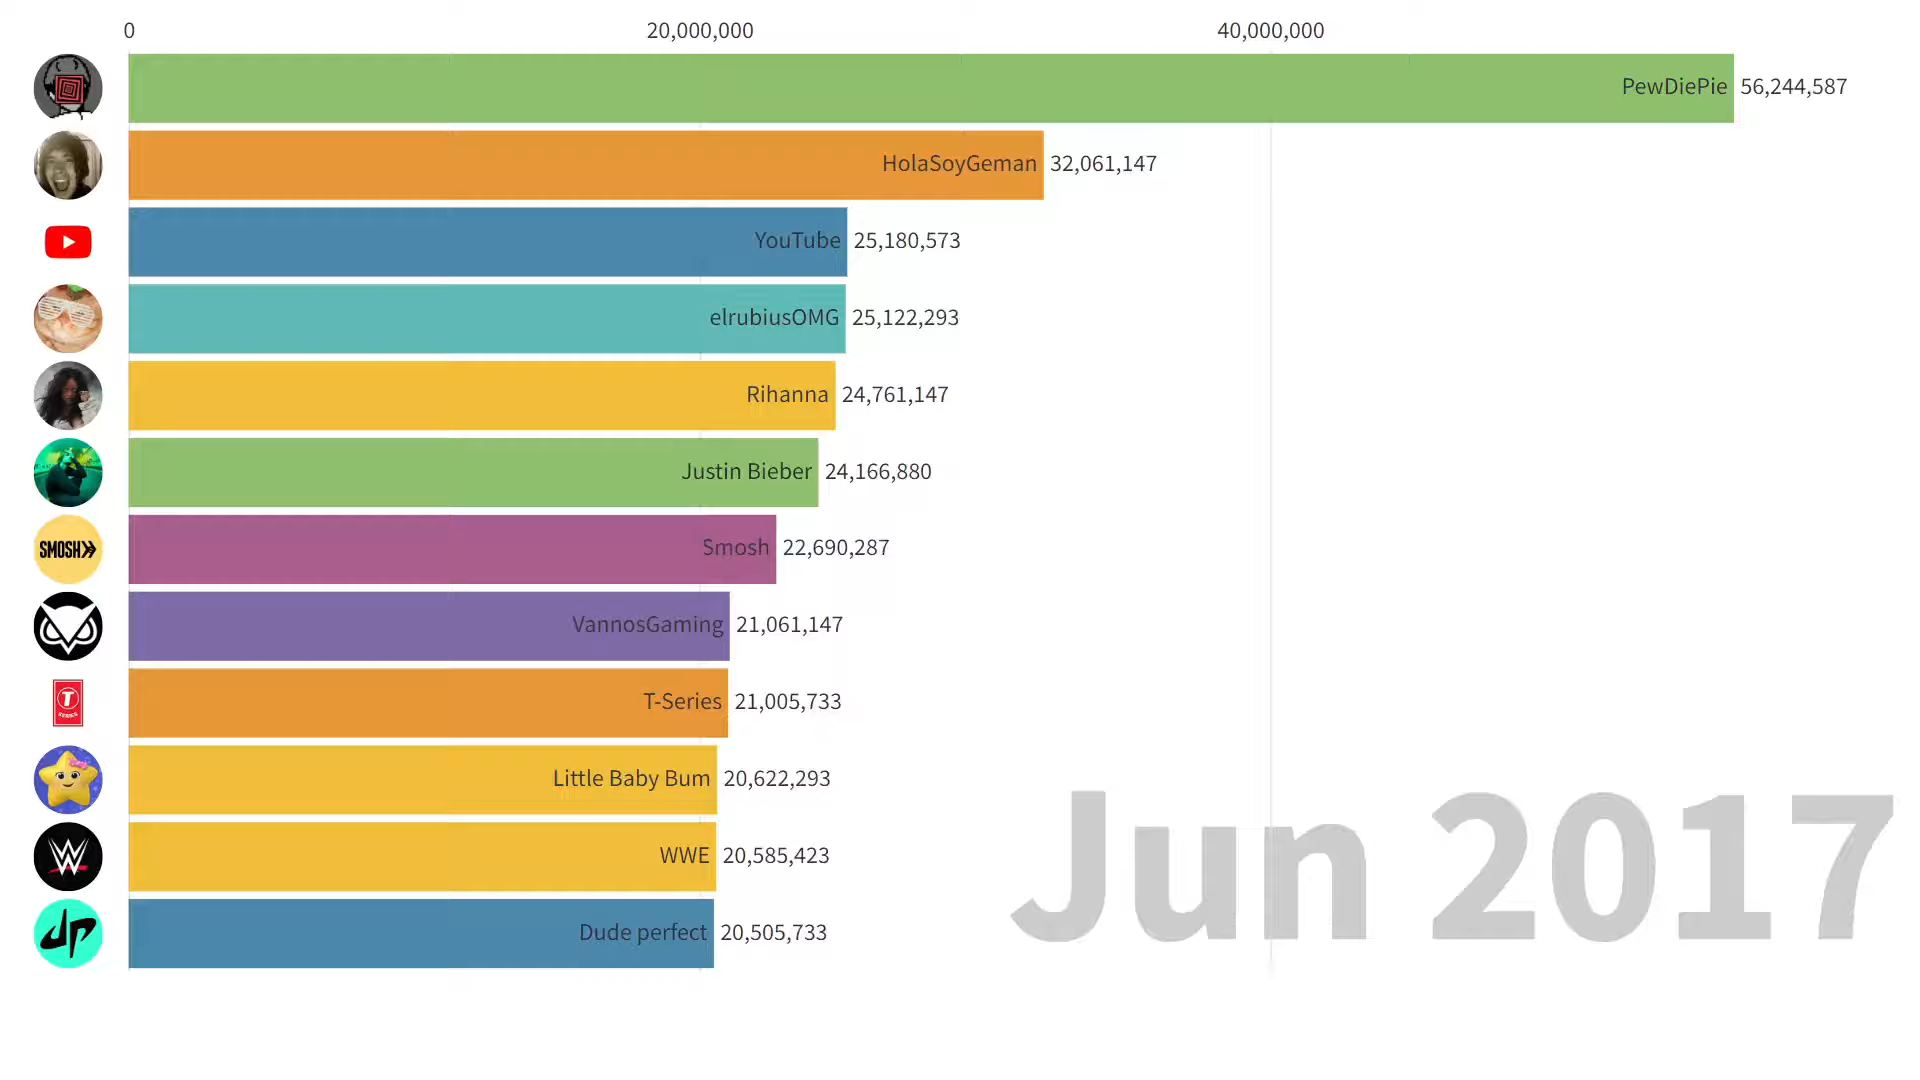 0 20,000,000 40,000,000
PewDiePie 56,244,587
HolaSoyGeman 32,061,147
YouTube 25,180,573
elrubiusOMG 25,122,293
Rihanna 24,761,147
Justin Bieber 24,166,880
SMOSH
Smosh 22,690,287
VannosGaming 21,061,147
T SERIES
T-Series 21,005,733
Little Baby Bum 20,622,293
W
WWE 20,585,423
dp
Dude perfect 20,505,733
Jun 2017